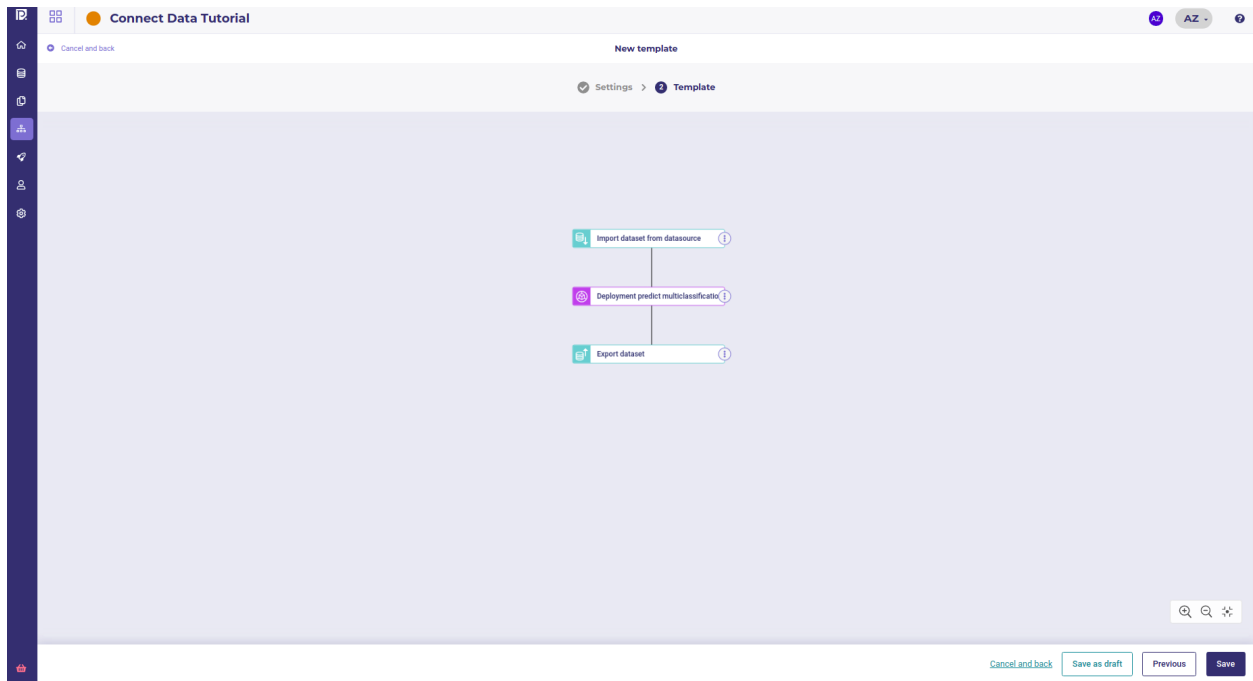 Connect Data Tutorial
AZ
AZ
Cancel and back
New template
Settings
2 Template
Import dataset from datasource
Deployment predict multiclassificatio
Export dataset
Cancel and back
Save as draft
Previous
Save